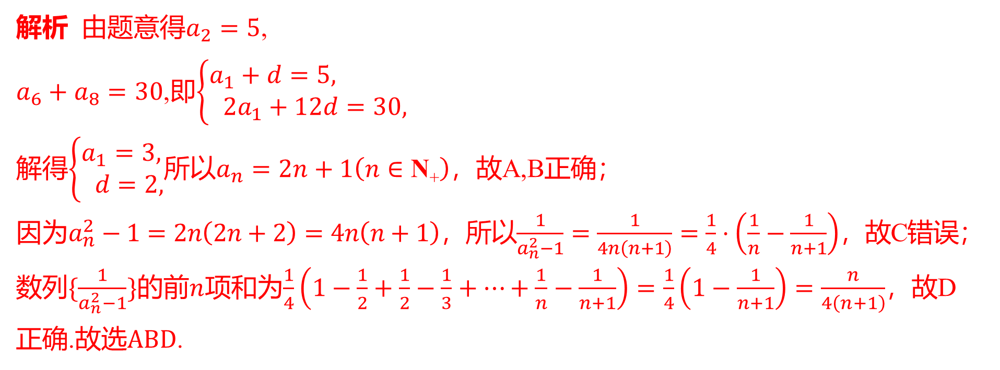 解析 由题意得$a_2 = 5$,
$a_6 + a_8 = 30$,即$\begin{cases} a_1 + d = 5, \\ 2a_1 + 12d = 30, \end{cases}$
解得$\begin{cases} a_1 = 3, \\ d = 2, \end{cases}$所以$a_n = 2n + 1(n \in \mathbf{N}_+)$，故A,B正确；
因为$a_n^2 - 1 = 2n(2n + 2) = 4n(n + 1)$，所以$\frac{1}{a_n^2 - 1} = \frac{1}{4n(n+1)} = \frac{1}{4} \cdot \left(\frac{1}{n} - \frac{1}{n+1}\right)$，故C错误；
数列{$\frac{1}{a_n^2 - 1}$}的前$n$项和为$\frac{1}{4}\left(1 - \frac{1}{2} + \frac{1}{2} - \frac{1}{3} + \cdots + \frac{1}{n} - \frac{1}{n+1}\right) = \frac{1}{4}\left(1 - \frac{1}{n+1}\right) = \frac{n}{4(n+1)}$，故D
正确.故选ABD.